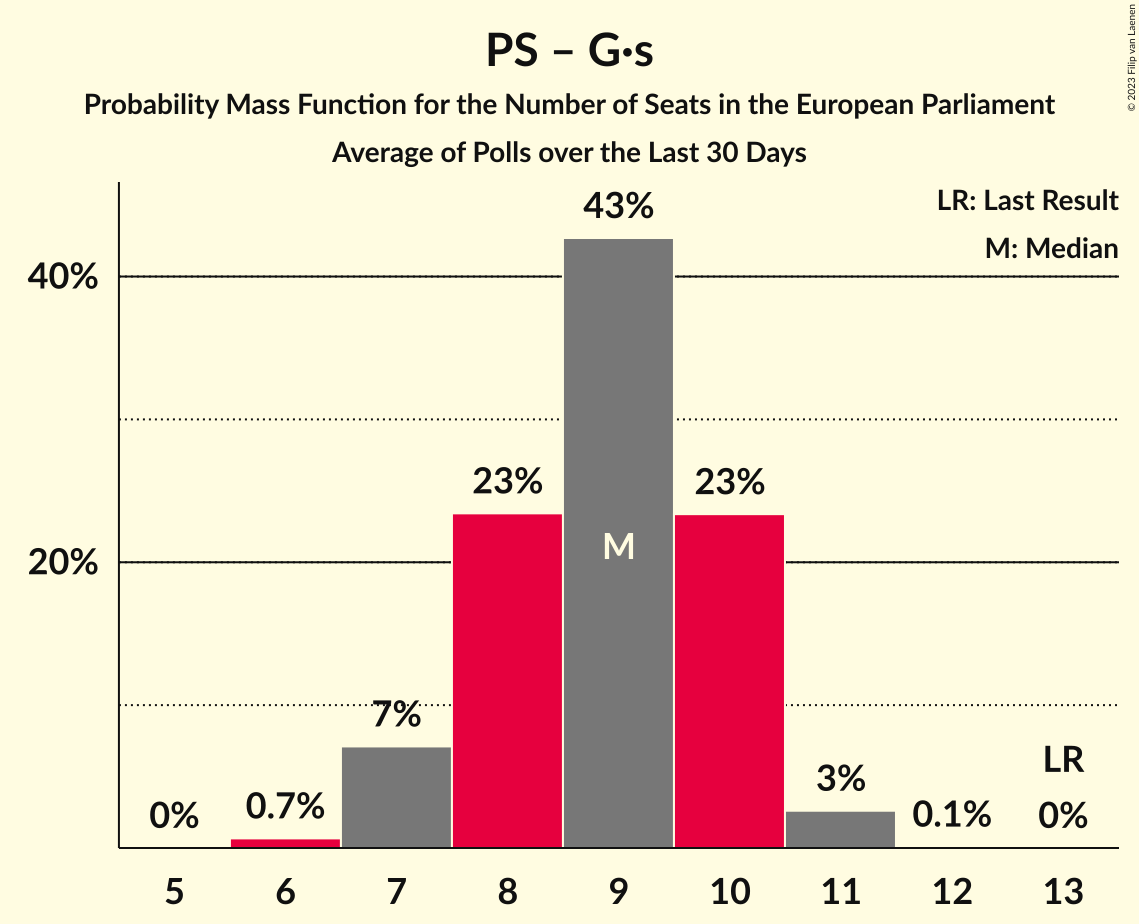 PS – G·s
Probability Mass Function for the Number of Seats in the European Parliament
Average of Polls over the Last 30 Days
© 2023 Filip van Laenen
LR: Last Result
M: Median
43%
40%
23%
23%
M
20%
7%
LR
3%
0%
0.7%
0.1%
0%
5 6 7 8 9 10 11 12 13